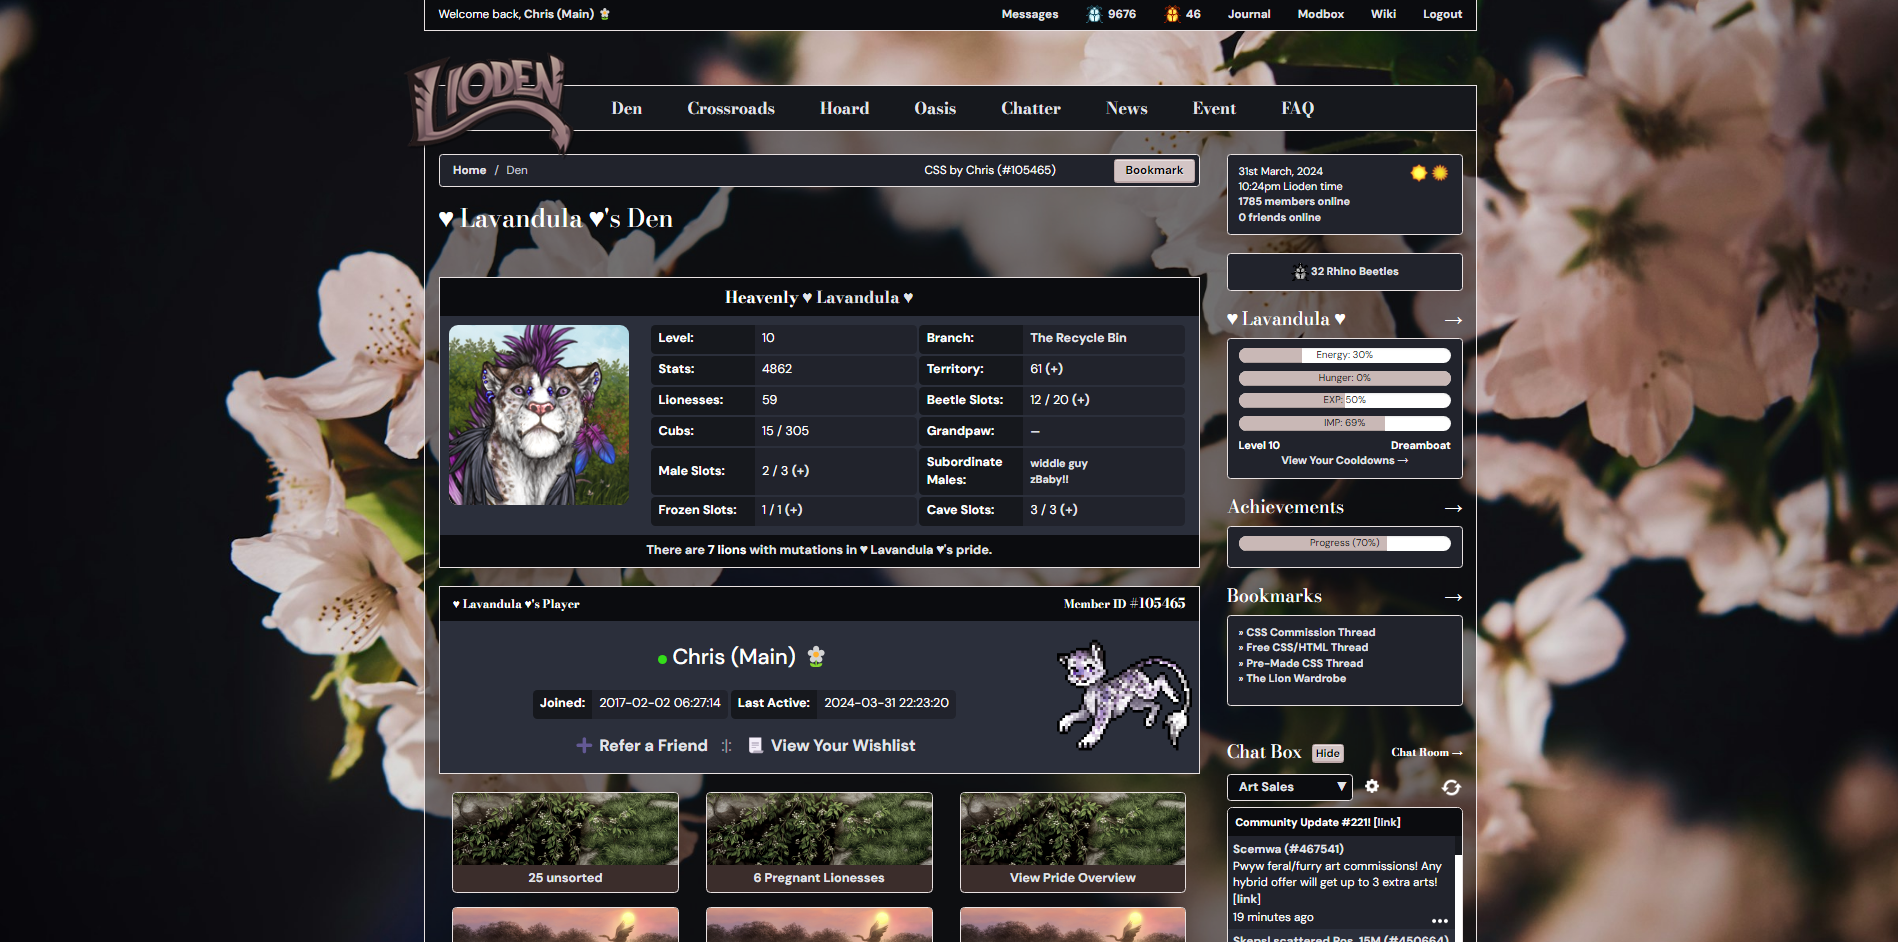 Welcome back, Chris (Main)
Messages 9676 46 Journal Modbox Wiki Logout
LIODEN
Den Crossroads Hoard Oasis Chatter News Event FAQ
Home / Den CSS by Chris (#105465) Bookmark
♥ Lavandula ♥'s Den
Heavenly ♥ Lavandula ♥
Level: 10 Branch: The Recycle Bin
Stats: 4862 Territory: 61 (+)
Lionesses: 59 Beetle Slots: 12 / 20 (+)
Cubs: 15 / 305 Grandpaw: —
Male Slots: 2 / 3 (+) Subordinate Males: widdle guy zBaby!!
Frozen Slots: 1 / 1 (+) Cave Slots: 3 / 3 (+)
There are 7 lions with mutations in ♥ Lavandula ♥'s pride.
♥ Lavandula ♥'s Player Member ID #105465
Chris (Main)
Joined: 2017-02-02 06:27:14 Last Active: 2024-03-31 22:23:20
Refer a Friend :|: View Your Wishlist
25 unsorted 6 Pregnant Lionesses View Pride Overview
31st March, 2024
10:24pm Lioden time
1785 members online
0 friends online
32 Rhino Beetles
♥ Lavandula ♥ →
Energy: 30%
Hunger: 0%
EXP: 50%
IMP: 69%
Level 10 Dreamboat
View Your Cooldowns →
Achievements →
Progress (70%)
Bookmarks →
» CSS Commission Thread
» Free CSS/HTML Thread
» Pre-Made CSS Thread
» The Lion Wardrobe
Chat Box Hide Chat Room →
Art Sales ▼
Community Update #221! [link]
Scemwa (#467541)
Pwyw feral/furry art commissions! Any
hybrid offer will get up to 3 extra arts!
[link]
19 minutes ago
Skepsl scattered Ros 15M (#450664)